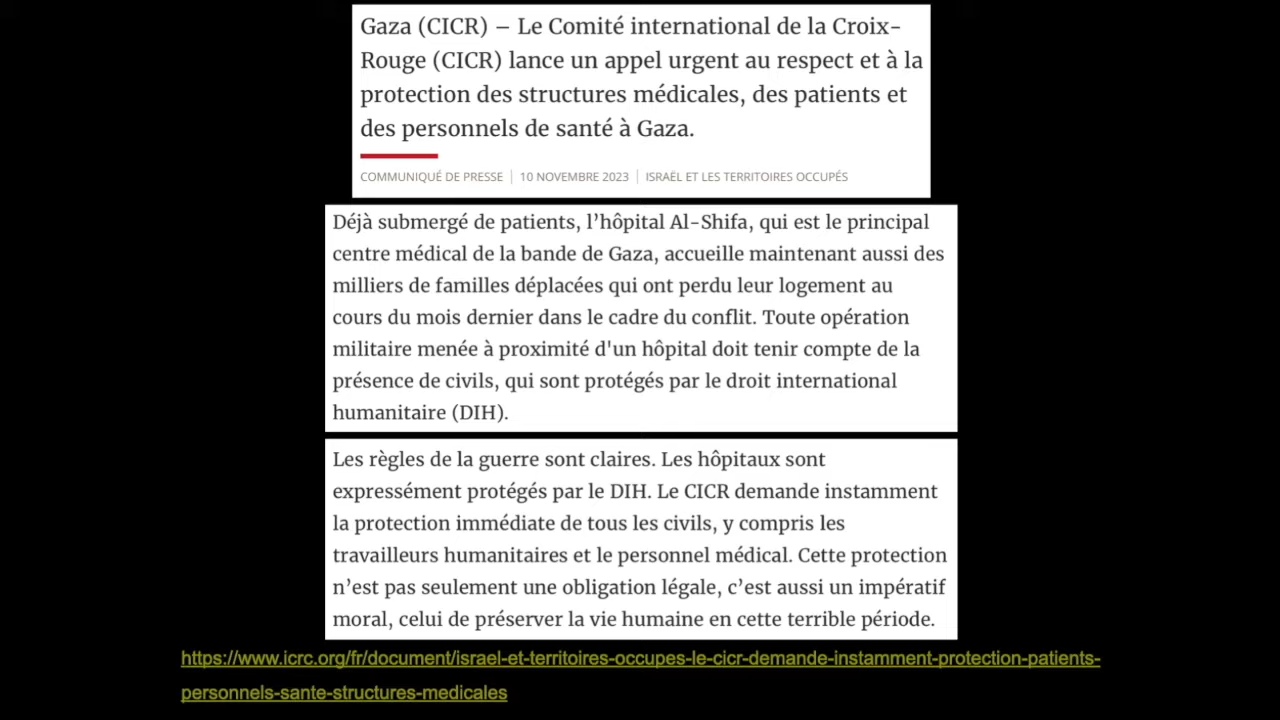 Gaza (CICR) – Le Comité international de la Croix-
Rouge (CICR) lance un appel urgent au respect et à la
protection des structures médicales, des patients et
des personnels de santé à Gaza.
COMMUNIQUÉ DE PRESSE | 10 NOVEMBRE 2023 | ISRAËL ET LES TERRITOIRES OCCUPÉS
Déjà submergé de patients, l’hôpital Al-Shifa, qui est le principal
centre médical de la bande de Gaza, accueille maintenant aussi des
milliers de familles déplacées qui ont perdu leur logement au
cours du mois dernier dans le cadre du conflit. Toute opération
militaire menée à proximité d'un hôpital doit tenir compte de la
présence de civils, qui sont protégés par le droit international
humanitaire (DIH).
Les règles de la guerre sont claires. Les hôpitaux sont
expressément protégés par le DIH. Le CICR demande instamment
la protection immédiate de tous les civils, y compris les
travailleurs humanitaires et le personnel médical. Cette protection
n’est pas seulement une obligation légale, c’est aussi un impératif
moral, celui de préserver la vie humaine en cette terrible période.
https://www.icrc.org/fr/document/israel-et-territoires-occupes-le-cicr-demande-instamment-protection-patients-
personnels-sante-structures-medicales